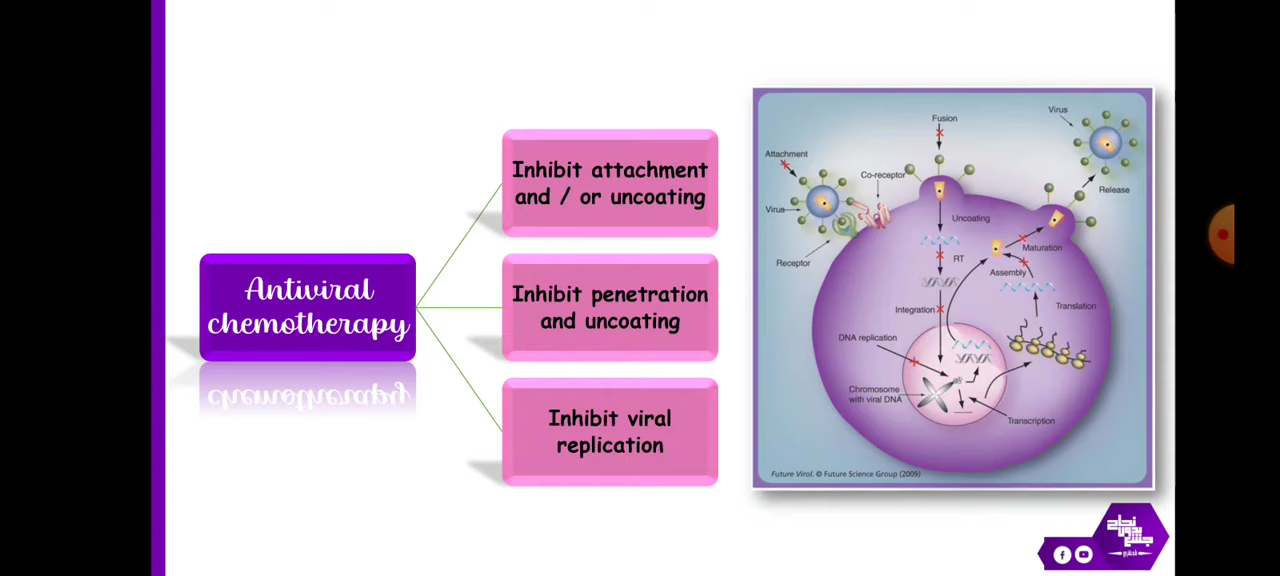 Antiviral
chemotherapy
Inhibit attachment
and / or uncoating
Inhibit penetration
and uncoating
Inhibit viral
replication
Fusion
Virus
Attachment
Co-receptor
Release
Virus
Uncoating
Receptor
Maturation
RT
Assembly
Integration
Translation
DNA replication
Chromosome
with viral DNA
Transcription
Future Virol. © Future Science Group (2009)